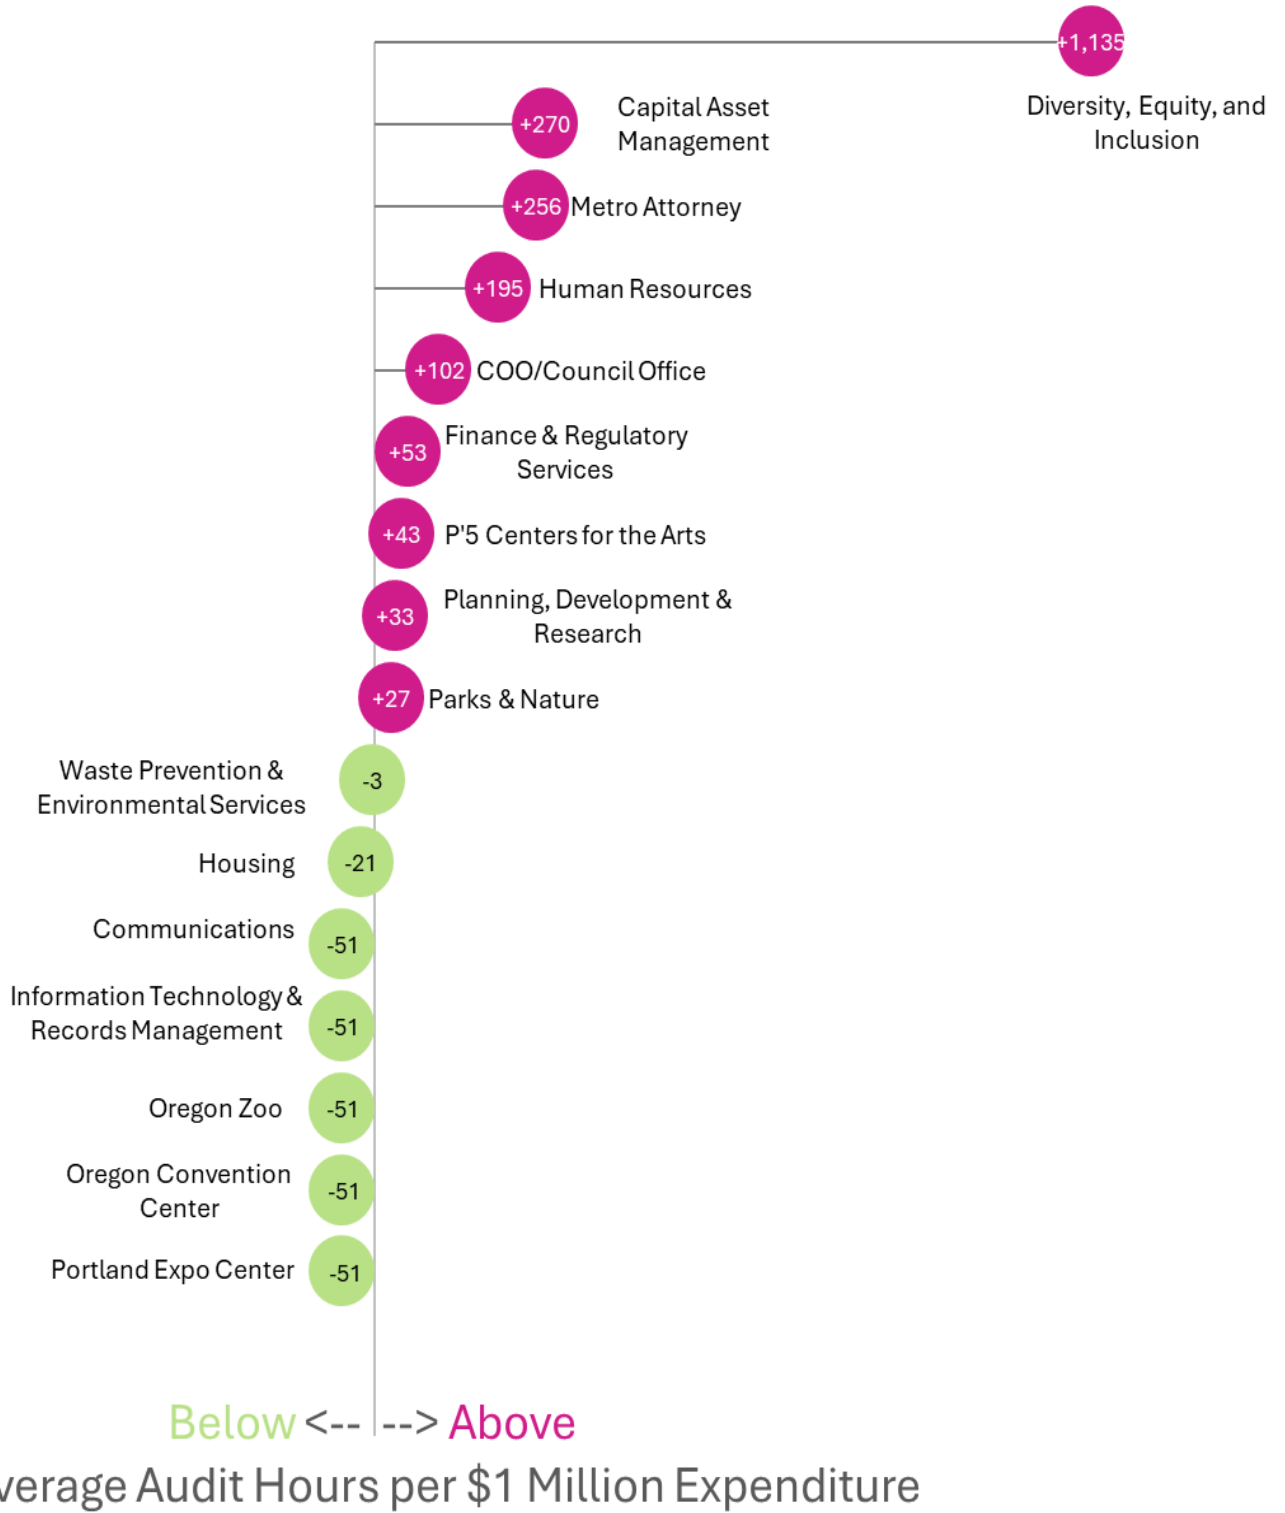 +1,135
Diversity, Equity, and
Inclusion
+270
Capital Asset
Management
+256 Metro Attorney
+195 Human Resources
+102 COO/Council Office
+53
Finance & Regulatory
Services
+43 P'5 Centers for the Arts
+33
Planning, Development &
Research
+27 Parks & Nature
Waste Prevention &
Environmental Services
-3
Housing -21
Communications
-51
Information Technology &
Records Management
-51
Oregon Zoo -51
Oregon Convention
Center
-51
Portland Expo Center -51
Below <-- --> Above
verage Audit Hours per $1 Million Expenditure